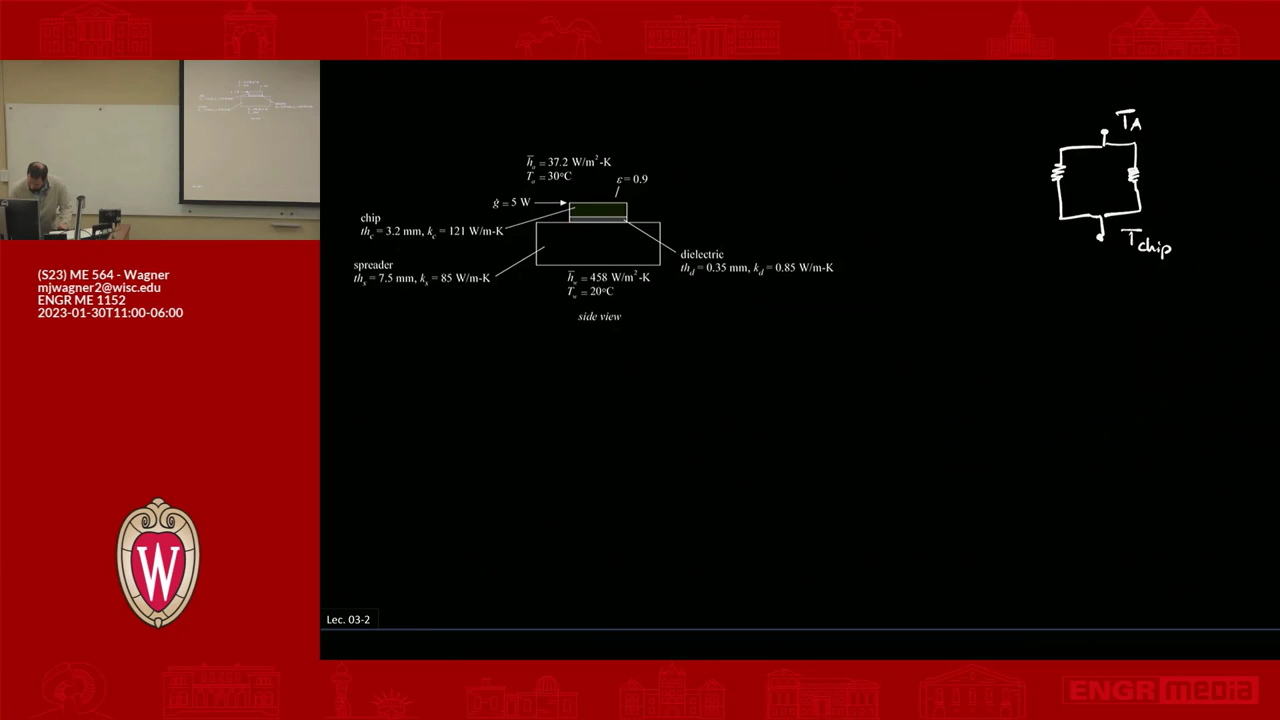 h̄a = 37.2 W/m²-K
Ta = 30°C
ε = 0.9
ġ = 5 W
chip
thc = 3.2 mm, kc = 121 W/m-K
dielectric
thd = 0.35 mm, kd = 0.85 W/m-K
spreader
ths = 7.5 mm, ks = 85 W/m-K
h̄w = 458 W/m²-K
Tw = 20°C
side view
TA
Tchip
(S23) ME 564 - Wagner
mjwagner2@wisc.edu
ENGR ME 1152
2023-01-30T11:00-06:00
W
Lec. 03-2
ENGR media